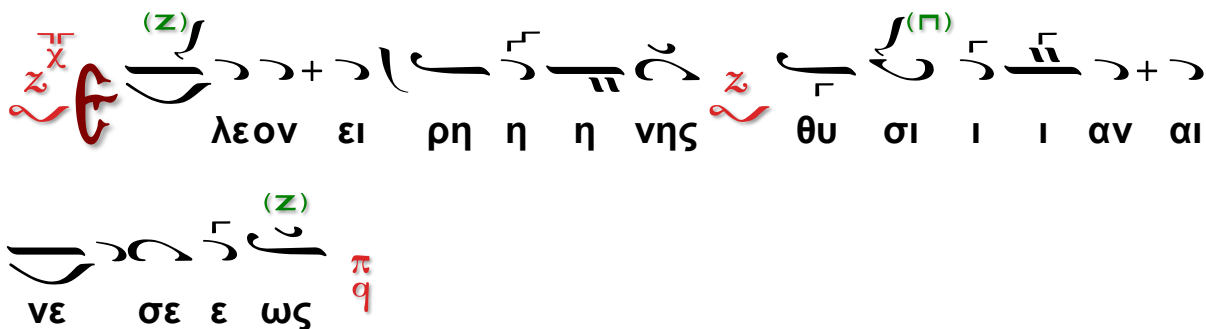 (Ζ) (Π)
Ζ χ Ε λεον ει ρη η η νης Ζ θυ σι ι ι αν αι
(Ζ)
νε σε ε ως π q